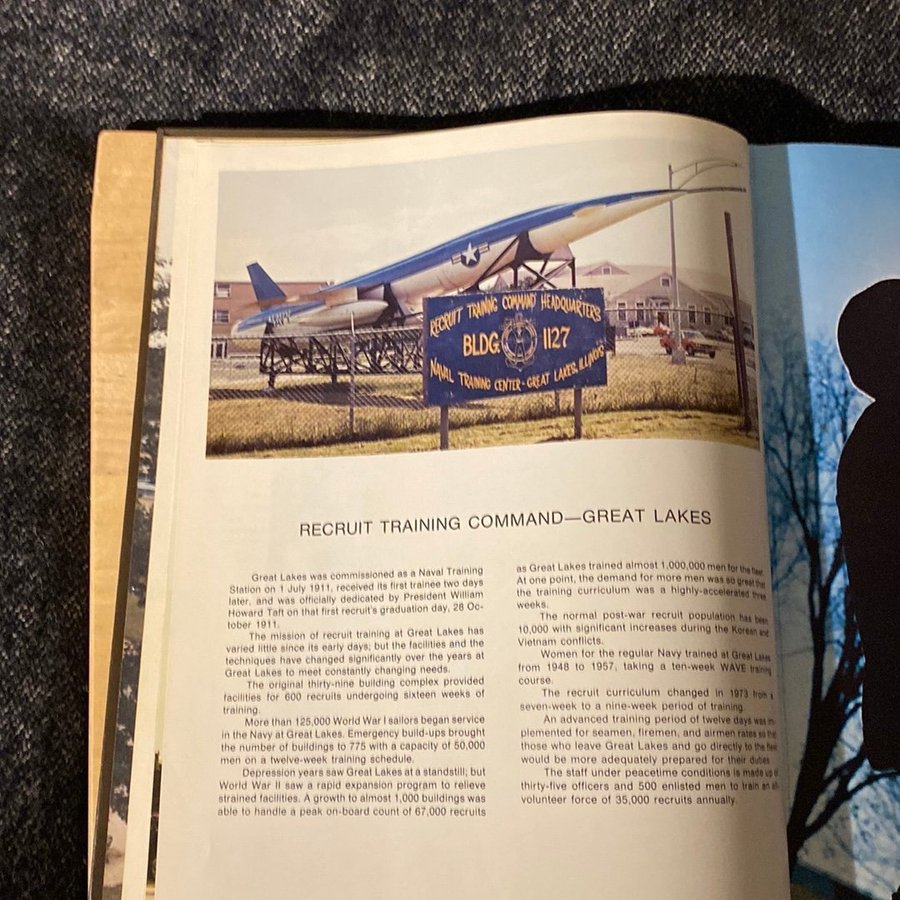 RECRUIT TRAINING COMMAND HEADQUARTERS
BLDG. 1127
NAVAL TRAINING CENTER - GREAT LAKES, ILLINOIS
RECRUIT TRAINING COMMAND—GREAT LAKES
Great Lakes was commissioned as a Naval Training
Station on 1 July 1911, received its first trainee two days
later, and was officially dedicated by President William
Howard Taft on that first recruit's graduation day, 28 Oc-
tober 1911.
The mission of recruit training at Great Lakes has
varied little since its early days; but the facilities and the
techniques have changed significantly over the years at
Great Lakes to meet constantly changing needs.
The original thirty-nine building complex provided
facilities for 600 recruits undergoing sixteen weeks of
training.
More than 125,000 World War I sailors began service
in the Navy at Great Lakes. Emergency build-ups brought
the number of buildings to 775 with a capacity of 50,000
men on a twelve-week training schedule.
Depression years saw Great Lakes at a standstill; but
World War II saw a rapid expansion program to relieve
strained facilities. A growth to almost 1,000 buildings was
able to handle a peak on-board count of 67,000 recruits
as Great Lakes trained almost 1,000,000 men for the fleet.
At one point, the demand for more men was so great that
the training curriculum was a highly-accelerated three
weeks.
The normal post-war recruit population has been
10,000 with significant increases during the Korean and
Vietnam conflicts.
Women for the regular Navy trained at Great Lakes
from 1948 to 1957, taking a ten-week WAVE training
course.
The recruit curriculum changed in 1973 from a
seven-week to a nine-week period of training.
An advanced training period of twelve days was im-
plemented for seamen, firemen, and airmen rates so that
those who leave Great Lakes and go directly to the fleet
would be more adequately prepared for their duties.
The staff under peacetime conditions is made up of
thirty-five officers and 500 enlisted men to train an all-
volunteer force of 35,000 recruits annually.